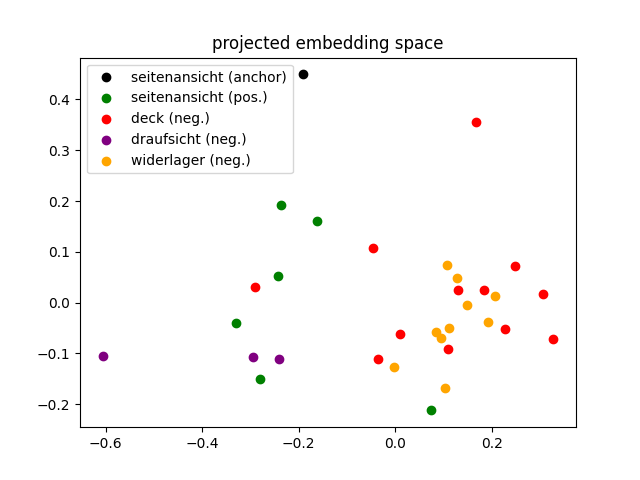 projected embedding space
seitenansicht (anchor)
seitenansicht (pos.)
deck (neg.)
draufsicht (neg.)
widerlager (neg.)
0.4
0.3
0.2
0.1
0.0
−0.1
−0.2
−0.6
−0.4
−0.2
0.0
0.2